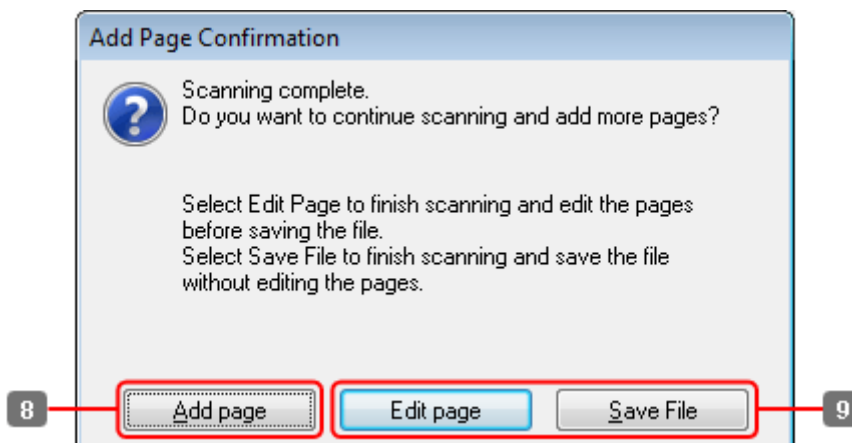 Add Page Confirmation
Scanning complete.
Do you want to continue scanning and add more pages?
Select Edit Page to finish scanning and edit the pages
before saving the file.
Select Save File to finish scanning and save the file
without editing the pages.
8 Add page Edit page Save File 9